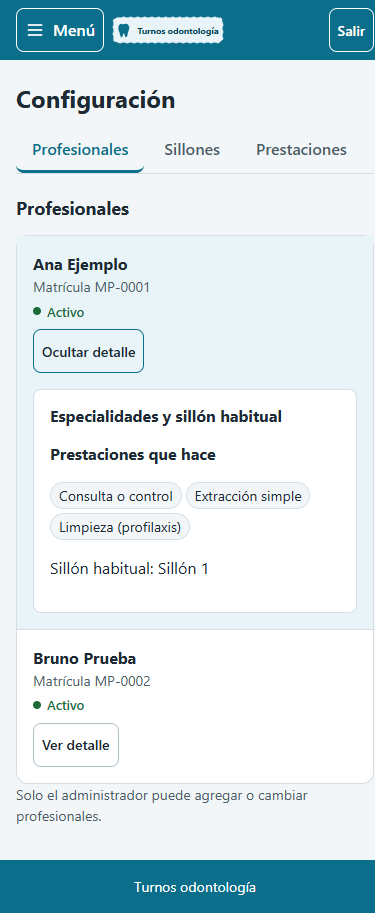 Menú
Turnos odontología
Salir
Configuración
Profesionales
Sillones
Prestaciones
Profesionales
Ana Ejemplo
Matrícula MP-0001
Activo
Ocultar detalle
Especialidades y sillón habitual
Prestaciones que hace
Consulta o control
Extracción simple
Limpieza (profilaxis)
Sillón habitual: Sillón 1
Bruno Prueba
Matrícula MP-0002
Activo
Ver detalle
Solo el administrador puede agregar o cambiar
profesionales.
Turnos odontología